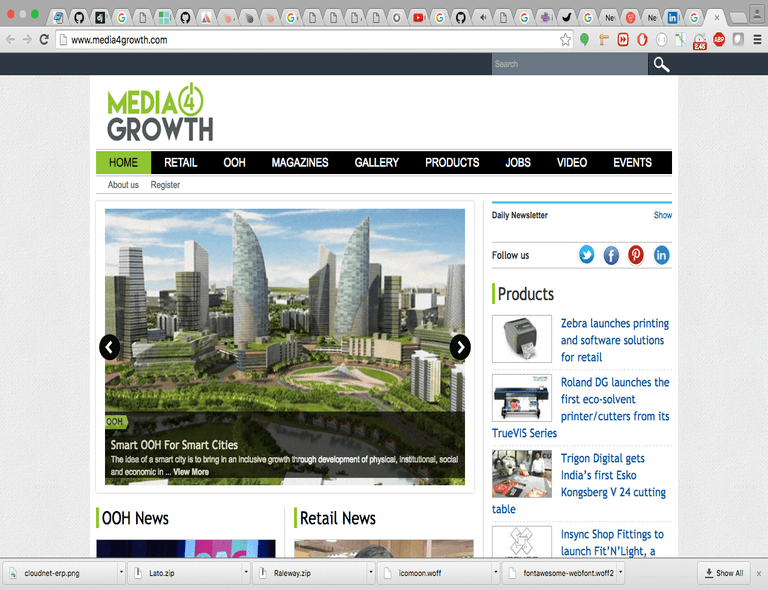 Ne
Ne
www.media4growth.com
2.45
ABP
Search
MEDIA4
GROWTH
HOME RETAIL OOH MAGAZINES GALLERY PRODUCTS JOBS VIDEO EVENTS
About us Register
Daily Newsletter Show
Follow us
Products
Zebra launches printing
and software solutions
for retail
Roland DG launches the
first eco-solvent
printer/cutters from its
TrueVIS Series
Trigon Digital gets
India's first Esko
Kongsberg V 24 cutting
table
Insync Shop Fittings to
launch Fit'N'Light, a
OOH
Smart OOH For Smart Cities
The idea of a smart city is to bring in an inclusive growth through development of physical, institutional, social
and economic in ... View More
OOH News
Retail News
cloudnet-erp.png
Lato.zip
Raleway.zip
icomoon.woff
fontawesome-webfont.woff2
Show All